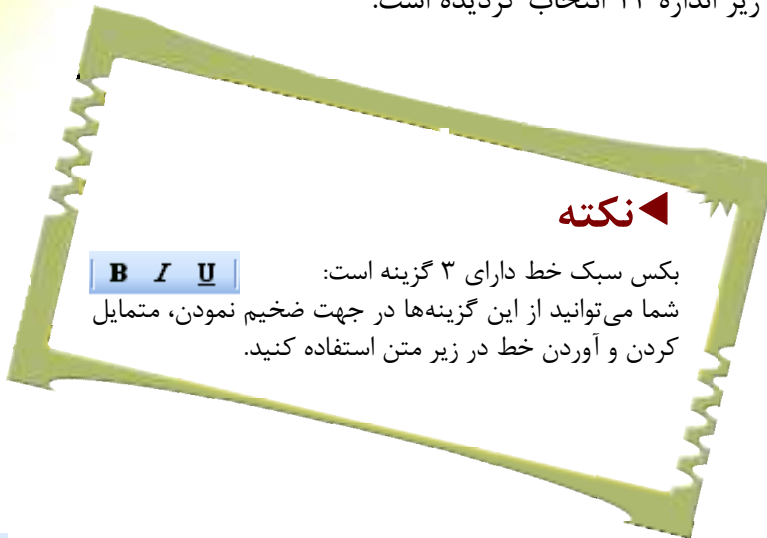 زیر اندازه ۲۲ انتخاب گردیده است.
◀نکته
بکس سبک خط دارای ۳ گزینه است: B I U
شما می‌توانید از این گزینه‌ها در جهت ضخیم نمودن، متمایل
کردن و آوردن خط در زیر متن استفاده کنید.